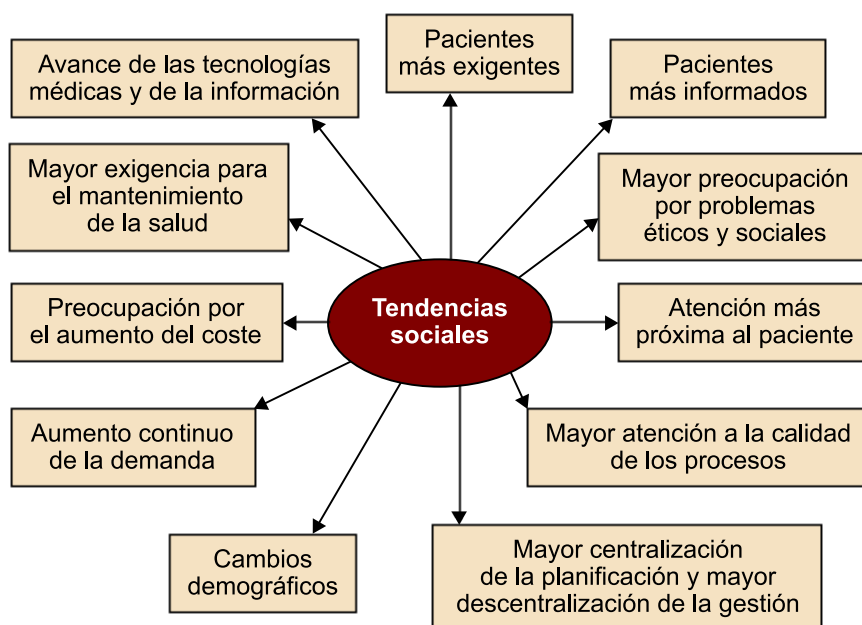 Pacientes
más exigentes
Avance de las tecnologías
médicas y de la información
Pacientes
más informados
Mayor exigencia para
el mantenimiento
de la salud
Mayor preocupación
por problemas
éticos y sociales
Tendencias
sociales
Preocupación por
el aumento del coste
Atención más
próxima al paciente
Aumento continuo
de la demanda
Mayor atención a la calidad
de los procesos
Cambios
demográficos
Mayor centralización
de la planificación y mayor
descentralización de la gestión